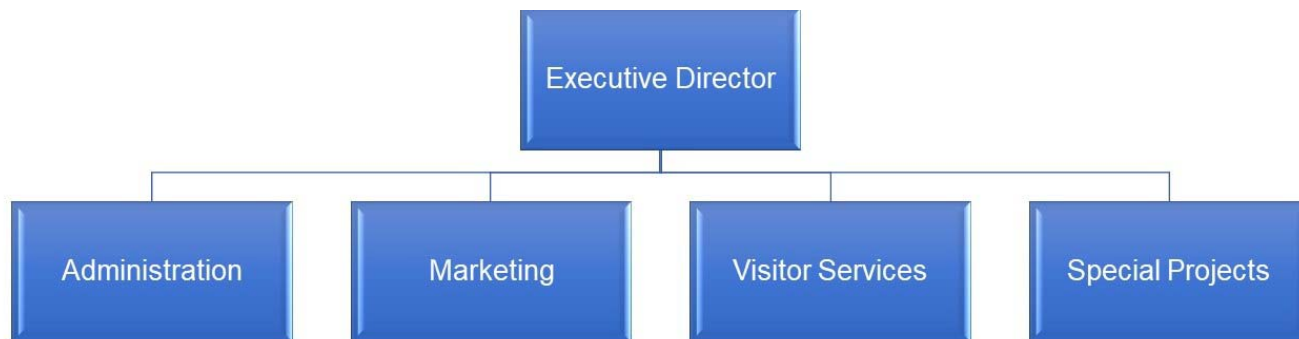 Executive Director
Administration
Marketing
Visitor Services
Special Projects